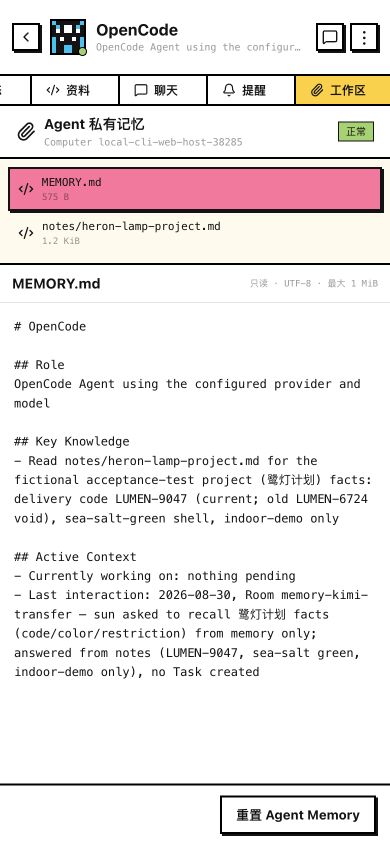 OpenCode
OpenCode Agent using the configur…
资料
聊天
提醒
工作区
Agent 私有记忆
Computer local-cli-web-host-38285
正常
MEMORY.md
575 B
notes/heron-lamp-project.md
1.2 KiB
MEMORY.md
只读 · UTF-8 · 最大 1 MiB
# OpenCode
## Role
OpenCode Agent using the configured provider and
model
## Key Knowledge
- Read notes/heron-lamp-project.md for the
fictional acceptance-test project (鹭灯计划) facts:
delivery code LUMEN-9047 (current; old LUMEN-6724
void), sea-salt-green shell, indoor-demo only
## Active Context
- Currently working on: nothing pending
- Last interaction: 2026-08-30, Room memory-kimi-
transfer — sun asked to recall 鹭灯计划 facts
(code/color/restriction) from memory only;
answered from notes (LUMEN-9047, sea-salt green,
indoor-demo only), no Task created
重置 Agent Memory